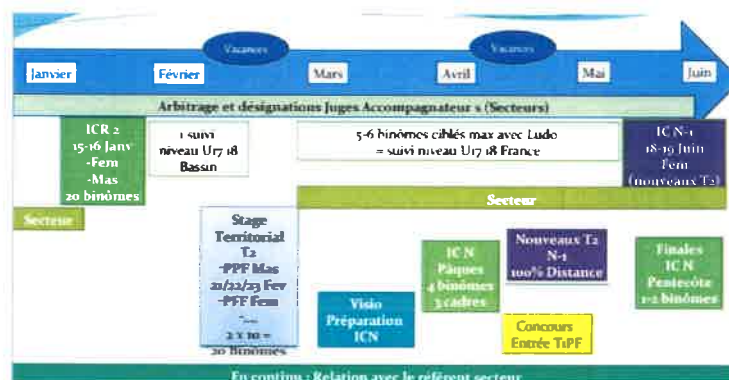 Vacances
Vacances
Janvier
Février
Mars
Avril
Mai
Juin
Arbitrage et désignations Juges Accompagnateur s (Secteurs)
ICR 2
15-16 Janv
-Fem
-Mas
20 binômes
1 suivi
niveau U17 18
Bassin
5-6 binômes ciblés max avec Ludo
= suivi niveau U17 18 France
IC N-1
18-19 Juin
Fem
(nouveaux T2)
Secteur
Secteur
Stage
Territorial
T2
-PPF Mas
21/22/23 Fev
-PFF Fem
-....
2 x 10 =
20 Binômes
Visio
Préparation
ICN
IC N
Pâques
4 binômes
3 cadres
Nouveaux T2
N-1
100% Distance
Concours
Entrée T1PF
Finales
IC N
Pentecôte
1-2 binômes
En continu : Relation avec le référent secteur